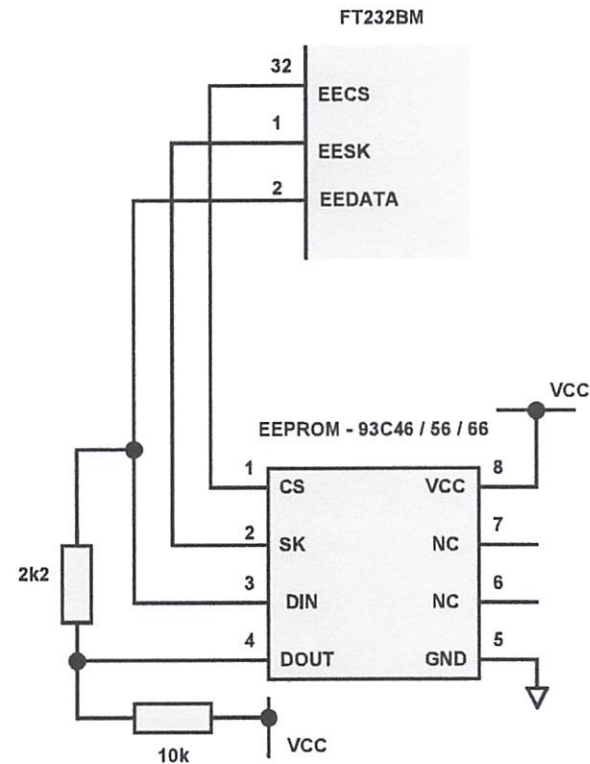 FT232BM
32
EECS
1
EESK
2
EEDATA
VCC
EEPROM - 93C46 / 56 / 66
1
CS
VCC
8
2
SK
NC
7
2k2
3
DIN
NC
6
4
DOUT
GND
5
10k
VCC